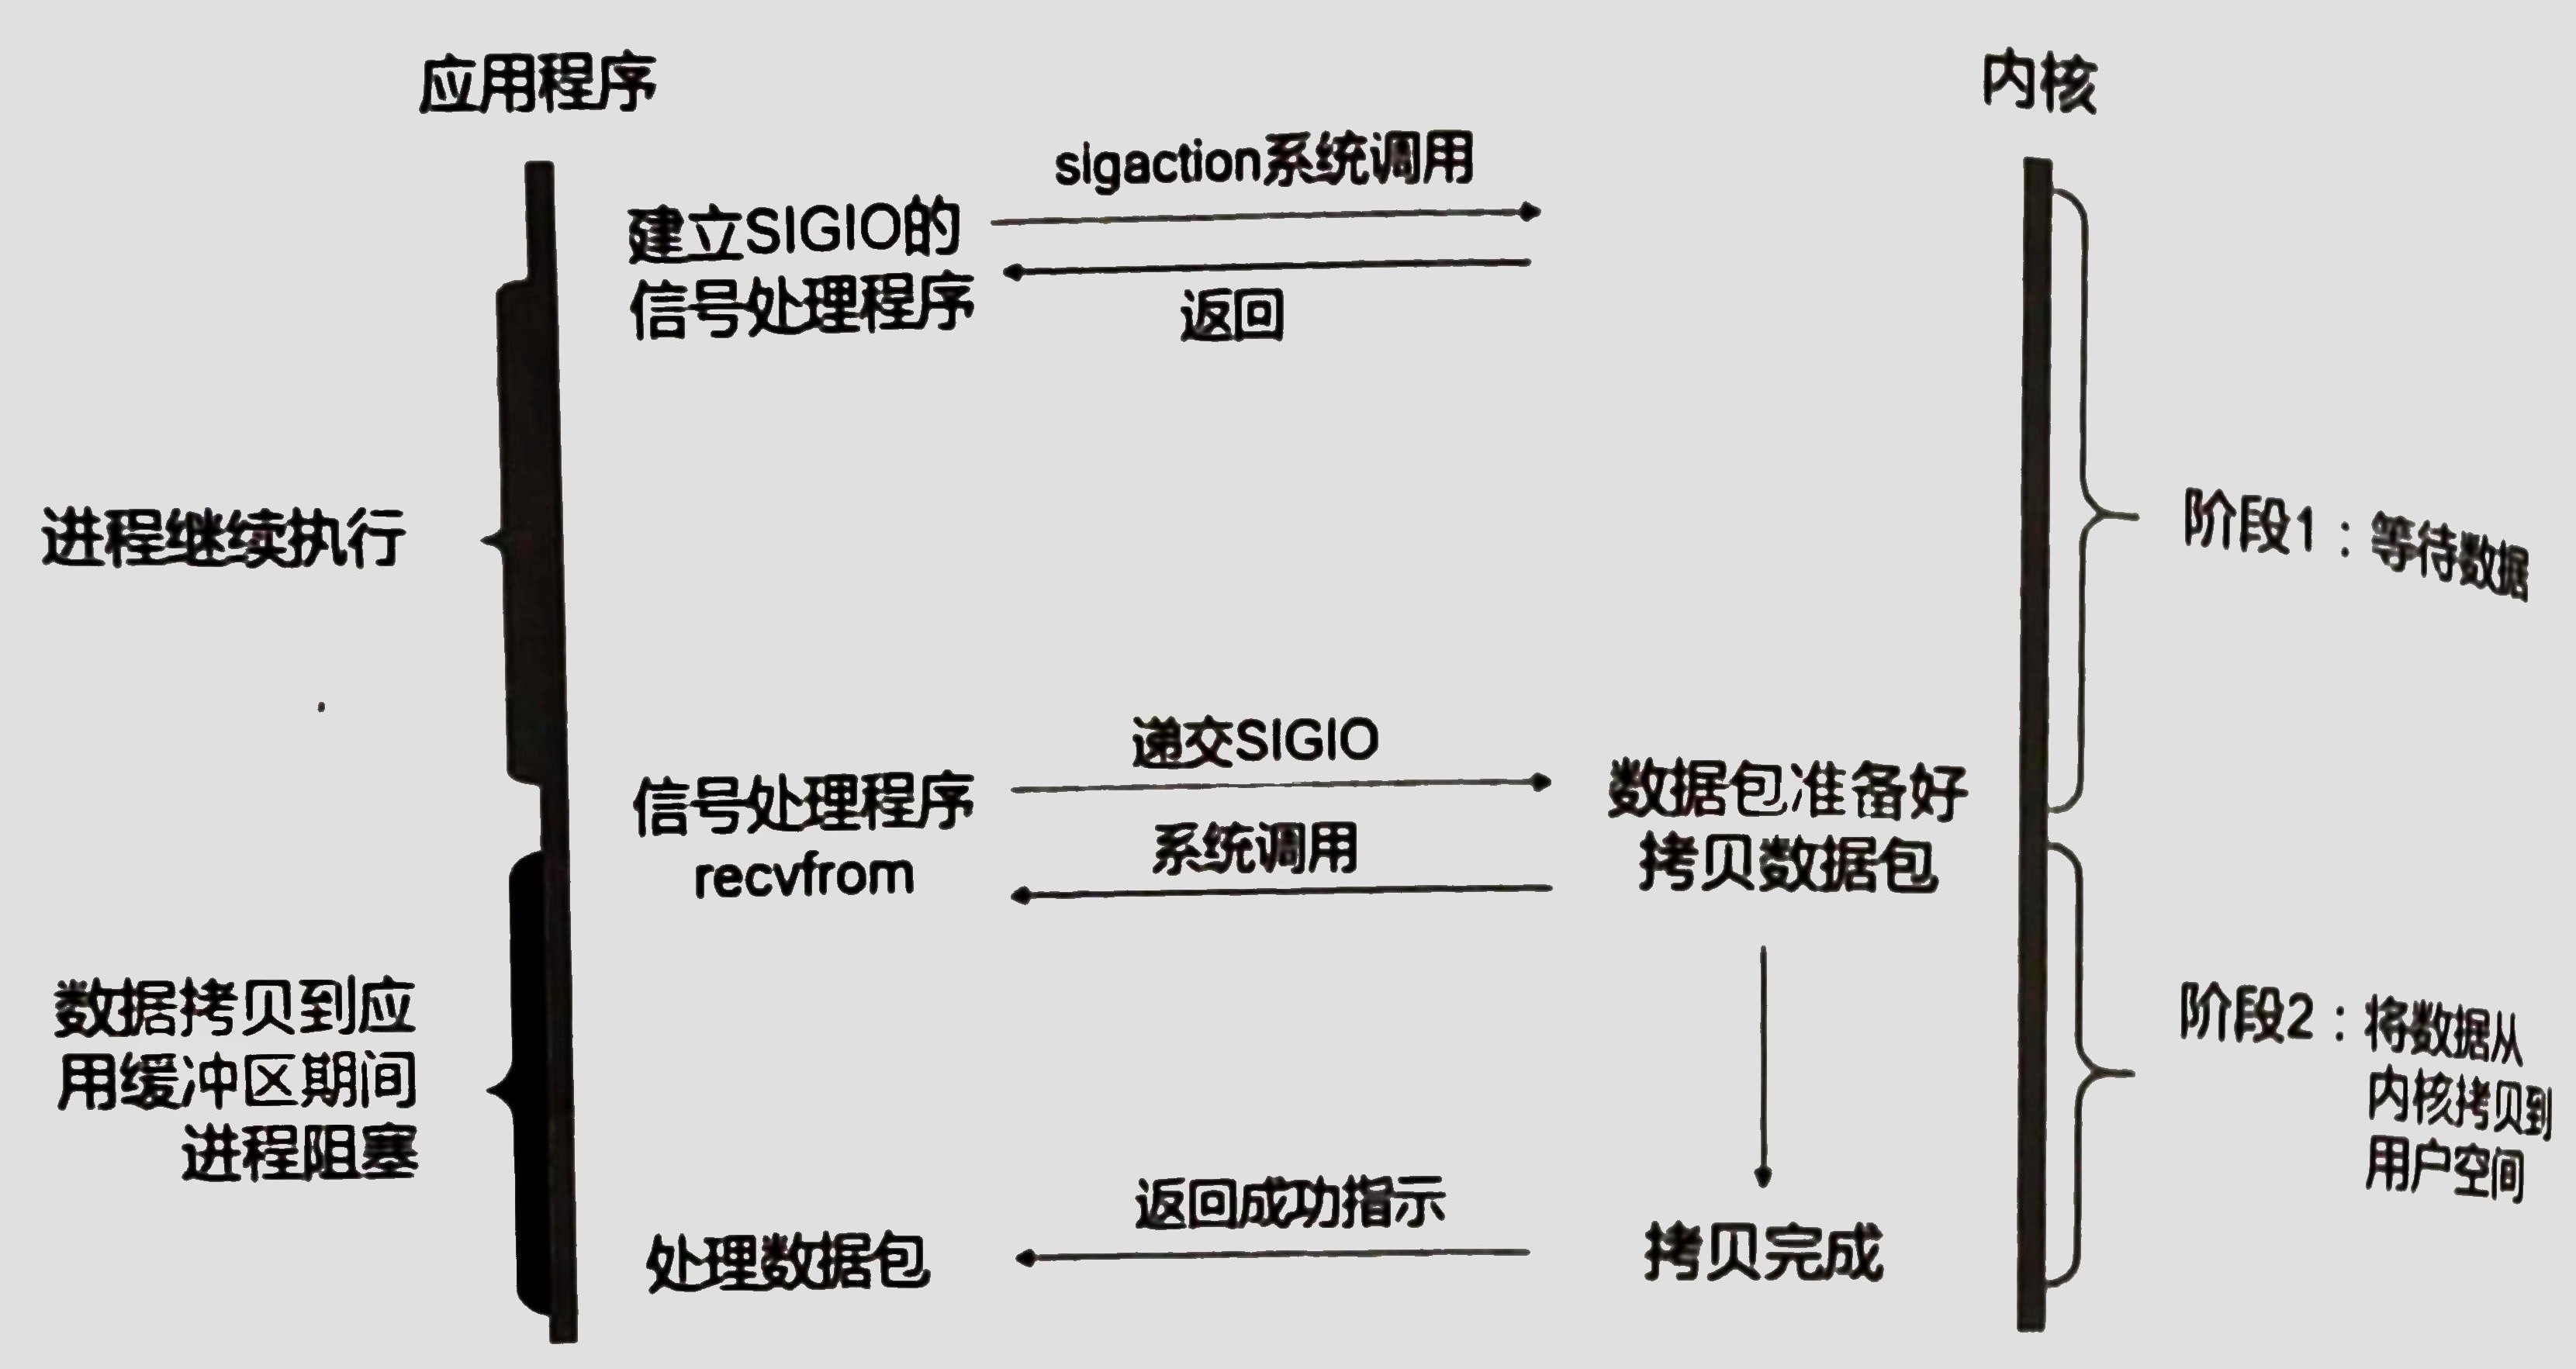 应用程序
内核
sigaction系统调用
建立SIGIO的
信号处理程序
返回
进程继续执行
阶段1：等待数据
递交SIGIO
信号处理程序
recvfrom
系统调用
数据包准备好
拷贝数据包
数据拷贝到应
用缓冲区期间
进程阻塞
阶段2：将数据从
内核拷贝到
用户空间
返回成功指示
处理数据包
拷贝完成